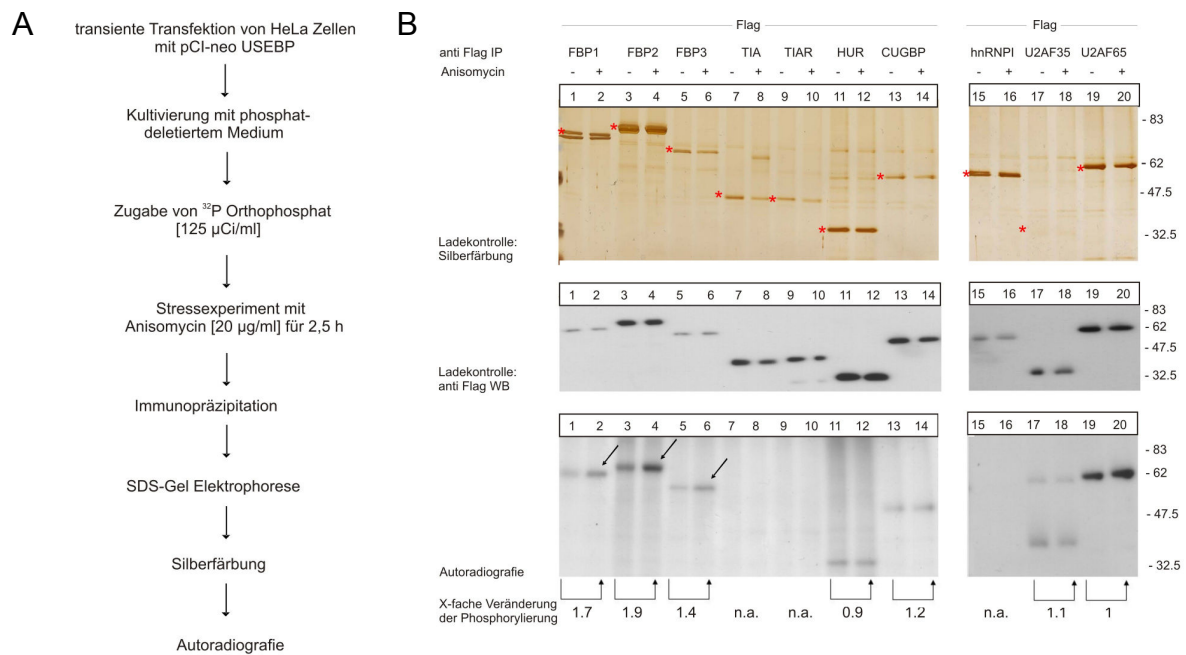 A
transiente Transfektion von HeLa Zellen
mit pCI-neo USEBP
Kultivierung mit phosphat-
deletiertem Medium
Zugabe von ³²P Orthophosphat
[125 µCi/ml]
Stressexperiment mit
Anisomycin [20 µg/ml] für 2,5 h
Immunopräzipitation
SDS-Gel Elektrophorese
Silberfärbung
Autoradiografie
B
Flag Flag
anti Flag IP FBP1 FBP2 FBP3 TIA TIAR HUR CUGBP hnRNPI U2AF35 U2AF65
Anisomycin - + - + - + - + - + - + - + - + - + - +
1 2 3 4 5 6 7 8 9 10 11 12 13 14 15 16 17 18 19 20
- 83
- 62
- 47.5
- 32.5
Ladekontrolle:
Silberfärbung
1 2 3 4 5 6 7 8 9 10 11 12 13 14 15 16 17 18 19 20
- 83
- 62
- 47.5
- 32.5
Ladekontrolle:
anti Flag WB
1 2 3 4 5 6 7 8 9 10 11 12 13 14 15 16 17 18 19 20
- 83
- 62
- 47.5
- 32.5
Autoradiografie
X-fache Veränderung
der Phosphorylierung
1.7 1.9 1.4 n.a. n.a. 0.9 1.2 n.a. 1.1 1